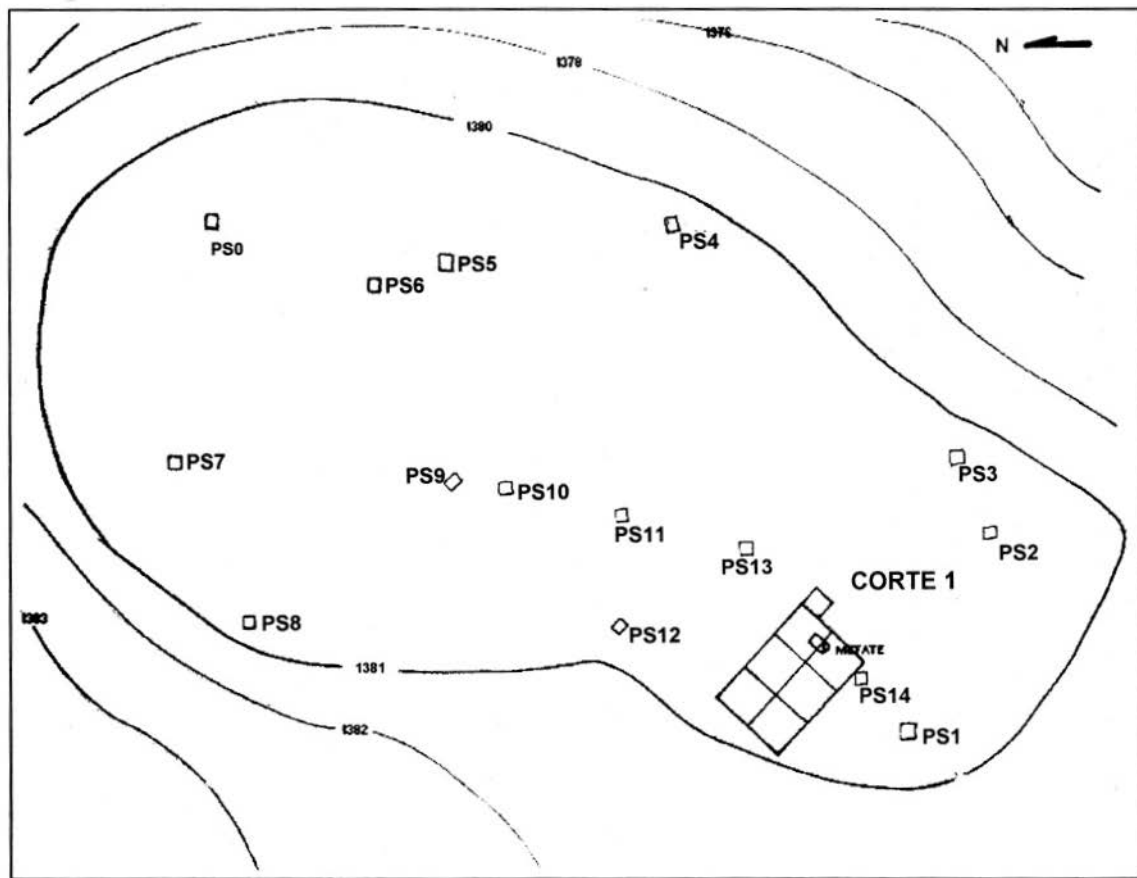 1376
N
1378
1380
PS0
PS4
PS5
PS6
PS7
PS9
PS10
PS3
PS11
PS2
PS13
CORTE 1
PS8
PS12
METATE
1381
PS14
1382
PS1
1383